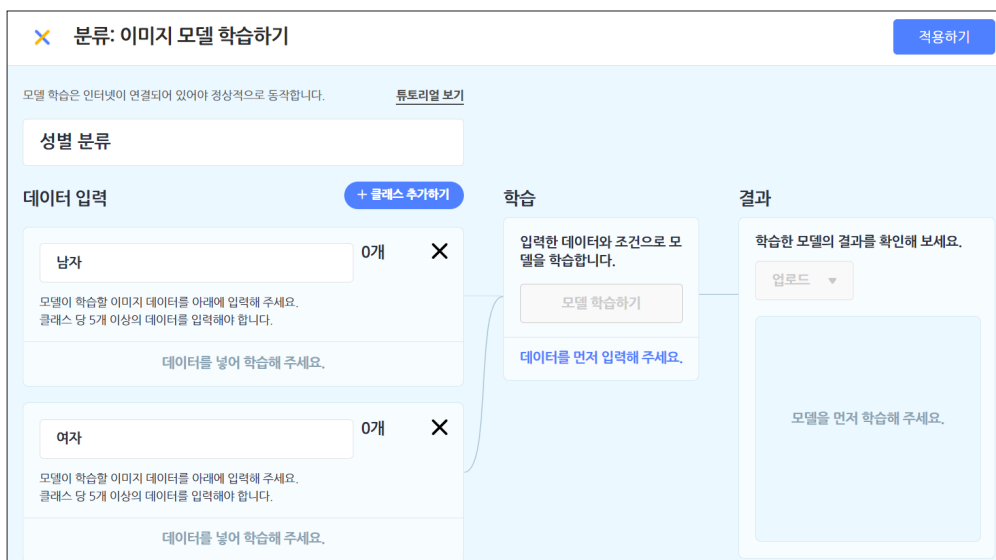 분류: 이미지 모델 학습하기
적용하기
모델 학습은 인터넷이 연결되어 있어야 정상적으로 동작합니다.
튜토리얼 보기
성별 분류
데이터 입력
+ 클래스 추가하기
남자
0개
모델이 학습할 이미지 데이터를 아래에 입력해 주세요.
클래스 당 5개 이상의 데이터를 입력해야 합니다.
데이터를 넣어 학습해 주세요.
여자
0개
모델이 학습할 이미지 데이터를 아래에 입력해 주세요.
클래스 당 5개 이상의 데이터를 입력해야 합니다.
데이터를 넣어 학습해 주세요.
학습
입력한 데이터와 조건으로 모
델을 학습합니다.
모델 학습하기
데이터를 먼저 입력해 주세요.
결과
학습한 모델의 결과를 확인해 보세요.
업로드
모델을 먼저 학습해 주세요.